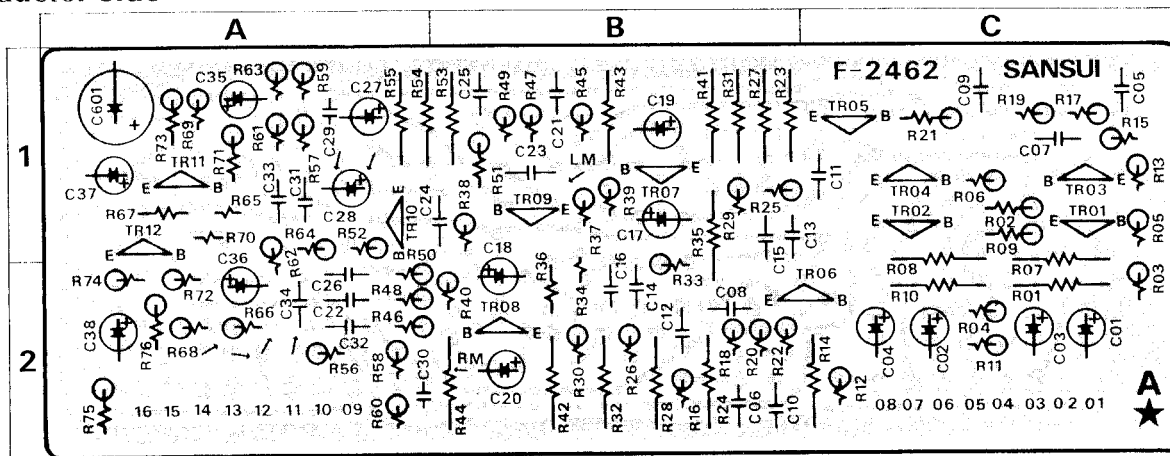 A B C
1
2
F-2462 SANSUI
C601 C35 R63 R59 C27 R55 R54 R53 C25 R49 R47 R45 R43 C19 R41 R31 R27 R23 TR05 C09 R19 R17 C05
R73 R69 R61 C29 C23 C21 E B R21 C07 R15
C37 TR11 R71 C33 C31 R57 R51 LM B E C11 E B B E R13
E B TR07 TR04 TR03
R67 R65 C28 E TR10 C24 R38 B TR09 E R39 R29 R25 R06 R02 TR02 TR01
TR12 R70 R64 R52 R37 C17 R35 C15 C13 E B R09 B E R05
E B C36 R62 B R50 C18 R36 C16 R33 TR06 R08 R07
R74 R72 C34 C26 R48 R40 TR08 R34 C14 C08 E B R10 R01 R03
C38 R76 R66 C22 R46 B E C12 R04
R68 C32 R56 R58 C30 RM C20 R30 R26 R18 R20 R22 R14 C04 C02 R11 C03 C01
R75 R60 R44 R42 R32 R28 R16 R24 C06 C10 R12 A
16 15 14 13 12 11 10 09 08 07 06 05 04 03 02 01